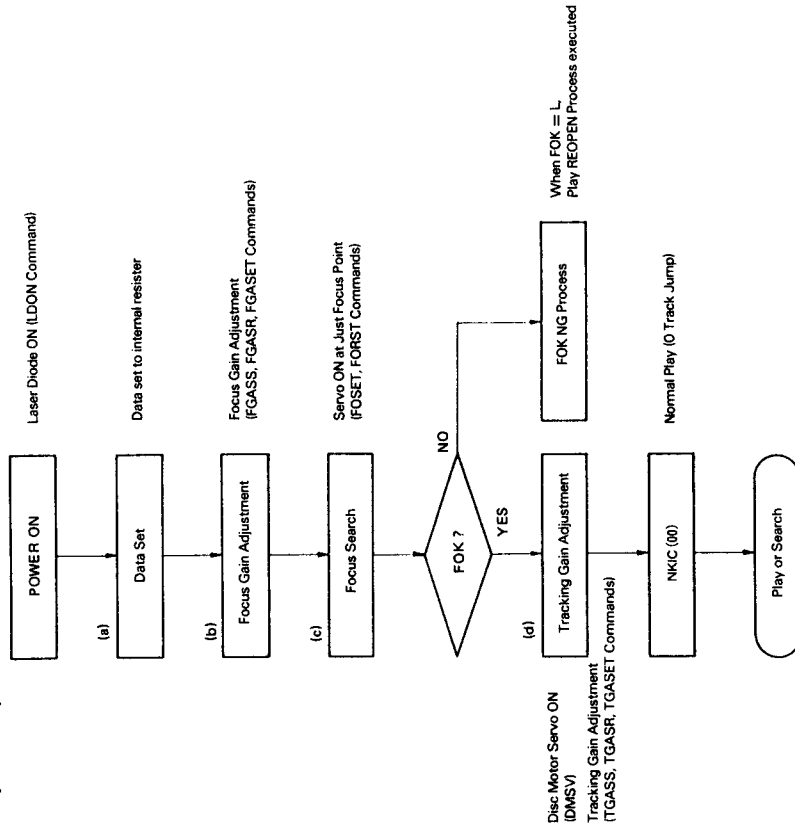 POWER ON
Laser Diode ON (LDON Command)
(a)
Data Set
Data set to internal resister
(b)
Focus Gain Adjustment
Focus Gain Adjustment
(FGASS, FGASR, FGASET Commands)
(c)
Focus Search
Servo ON at Just Focus Point
(FOSET, FORST Commands)
FOK ?
NO
YES
FOK NG Process
When FOK = L,
Play REOPEN Process executed
Disc Motor Servo ON
(DMSV)
(d)
Tracking Gain Adjustment
Tracking Gain Adjustment
(TGASS, TGASR, TGASET Commands)
NKIC (00)
Normal Play (0 Track Jump)
Play or Search